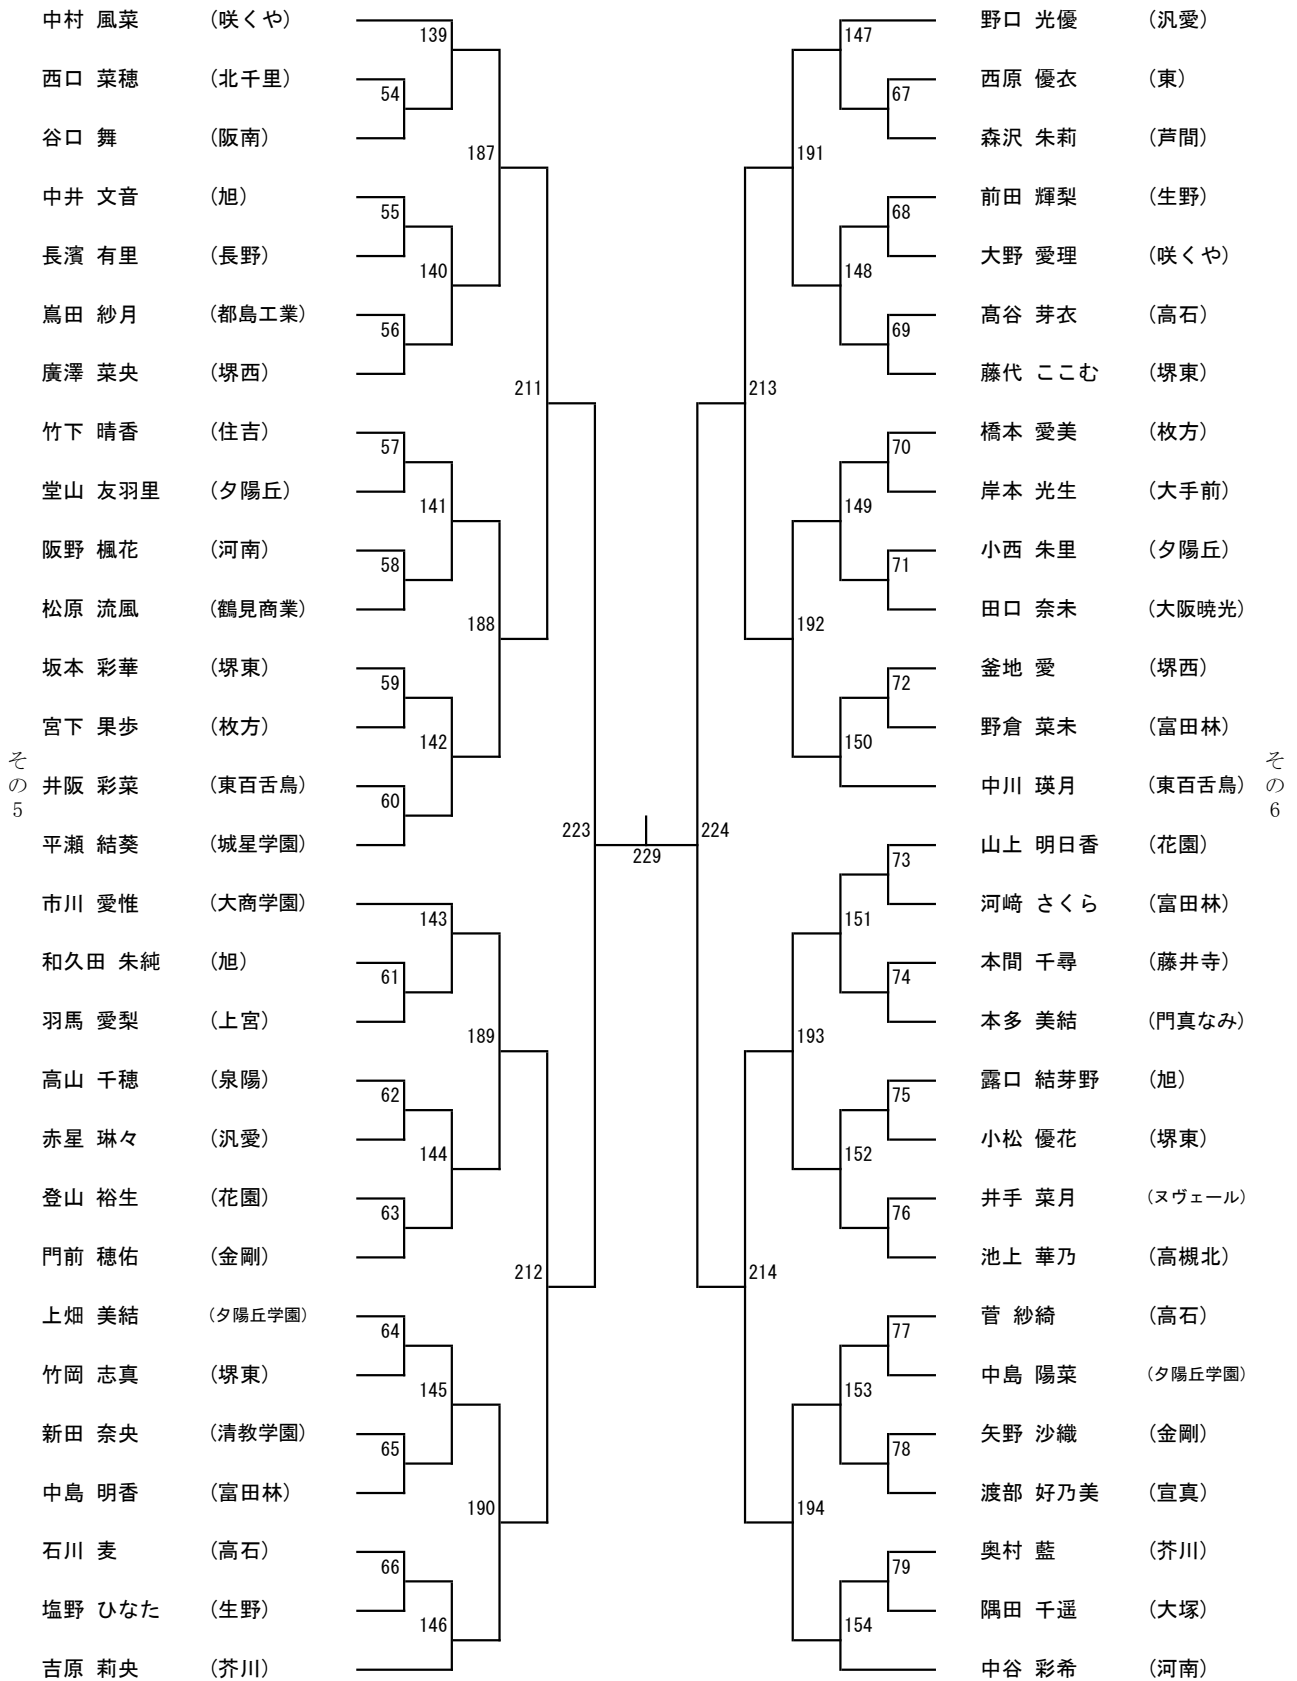 中村 風菜 (咲くや)
139
西口 菜穂 (北千里)
54
谷口 舞 (阪南)
187
中井 文音 (旭)
55
長濱 有里 (長野)
140
嶌田 紗月 (都島工業)
56
廣澤 菜央 (堺西)
211
竹下 晴香 (住吉)
57
堂山 友羽里 (夕陽丘)
141
阪野 楓花 (河南)
58
松原 流風 (鶴見商業)
188
坂本 彩華 (堺東)
59
宮下 果歩 (枚方)
142
その5
井阪 彩菜 (東百舌鳥)
60
平瀬 結葵 (城星学園)
223
229
市川 愛惟 (大商学園)
143
和久田 朱純 (旭)
61
羽馬 愛梨 (上宮)
189
高山 千穂 (泉陽)
62
赤星 琳々 (汎愛)
144
登山 裕生 (花園)
63
門前 穂佑 (金剛)
212
上畑 美結 (夕陽丘学園)
64
竹岡 志真 (堺東)
145
新田 奈央 (清教学園)
65
中島 明香 (富田林)
190
石川 麦 (高石)
66
塩野 ひなた (生野)
146
吉原 莉央 (芥川)
野口 光優 (汎愛)
147
西原 優衣 (東)
67
森沢 朱莉 (芦間)
191
前田 輝梨 (生野)
68
大野 愛理 (咲くや)
148
髙谷 芽衣 (高石)
69
藤代 ここむ (堺東)
213
橋本 愛美 (枚方)
70
岸本 光生 (大手前)
149
小西 朱里 (夕陽丘)
71
田口 奈未 (大阪暁光)
192
釜地 愛 (堺西)
72
野倉 菜未 (富田林)
150
その6
中川 瑛月 (東百舌鳥)
224
山上 明日香 (花園)
73
河﨑 さくら (富田林)
151
本間 千尋 (藤井寺)
74
本多 美結 (門真なみ)
193
露口 結芽野 (旭)
75
小松 優花 (堺東)
152
井手 菜月 (ヌヴェール)
76
池上 華乃 (高槻北)
214
菅 紗綺 (高石)
77
中島 陽菜 (夕陽丘学園)
153
矢野 沙織 (金剛)
78
渡部 好乃美 (宣真)
194
奥村 藍 (芥川)
79
隅田 千遥 (大塚)
154
中谷 彩希 (河南)